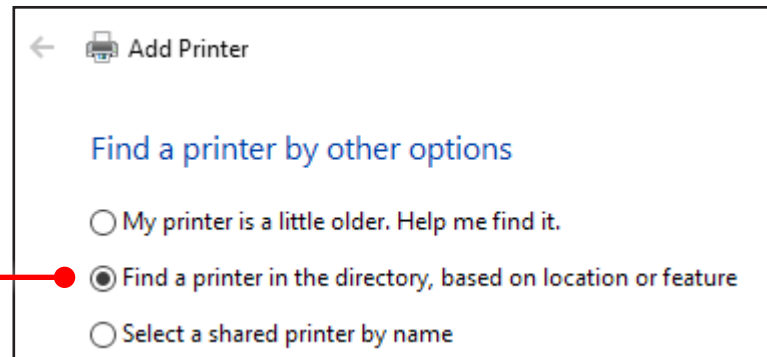 Add Printer
Find a printer by other options
My printer is a little older. Help me find it.
Find a printer in the directory, based on location or feature
Select a shared printer by name